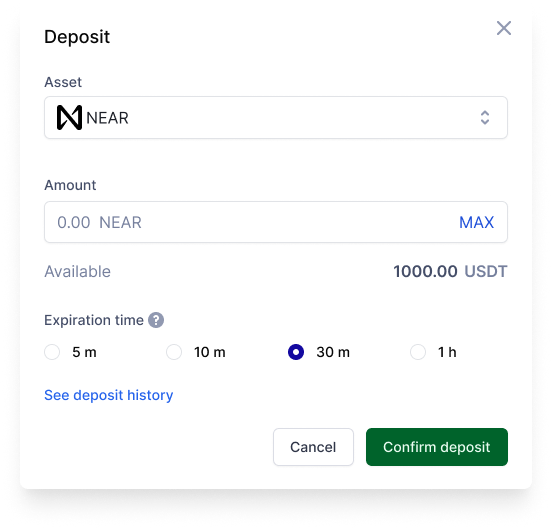 Deposit
Asset
NEAR
Amount
0.00 NEAR MAX
Available 1000.00 USDT
Expiration time ?
5 m 10 m 30 m 1 h
See deposit history
Cancel Confirm deposit